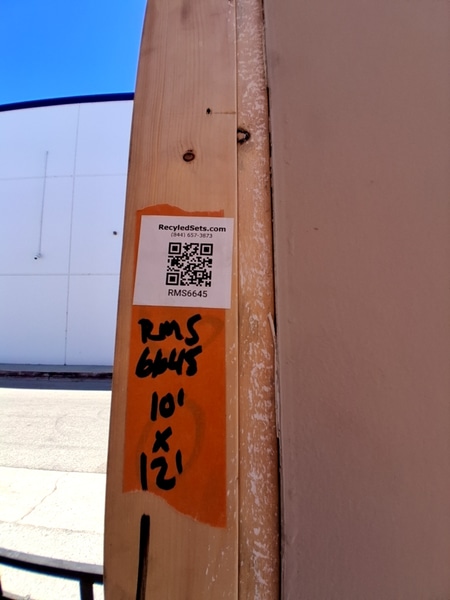 RecyledSets.com
(844) 657-3873
RMS6645
RMS
6645
10'
x
12'